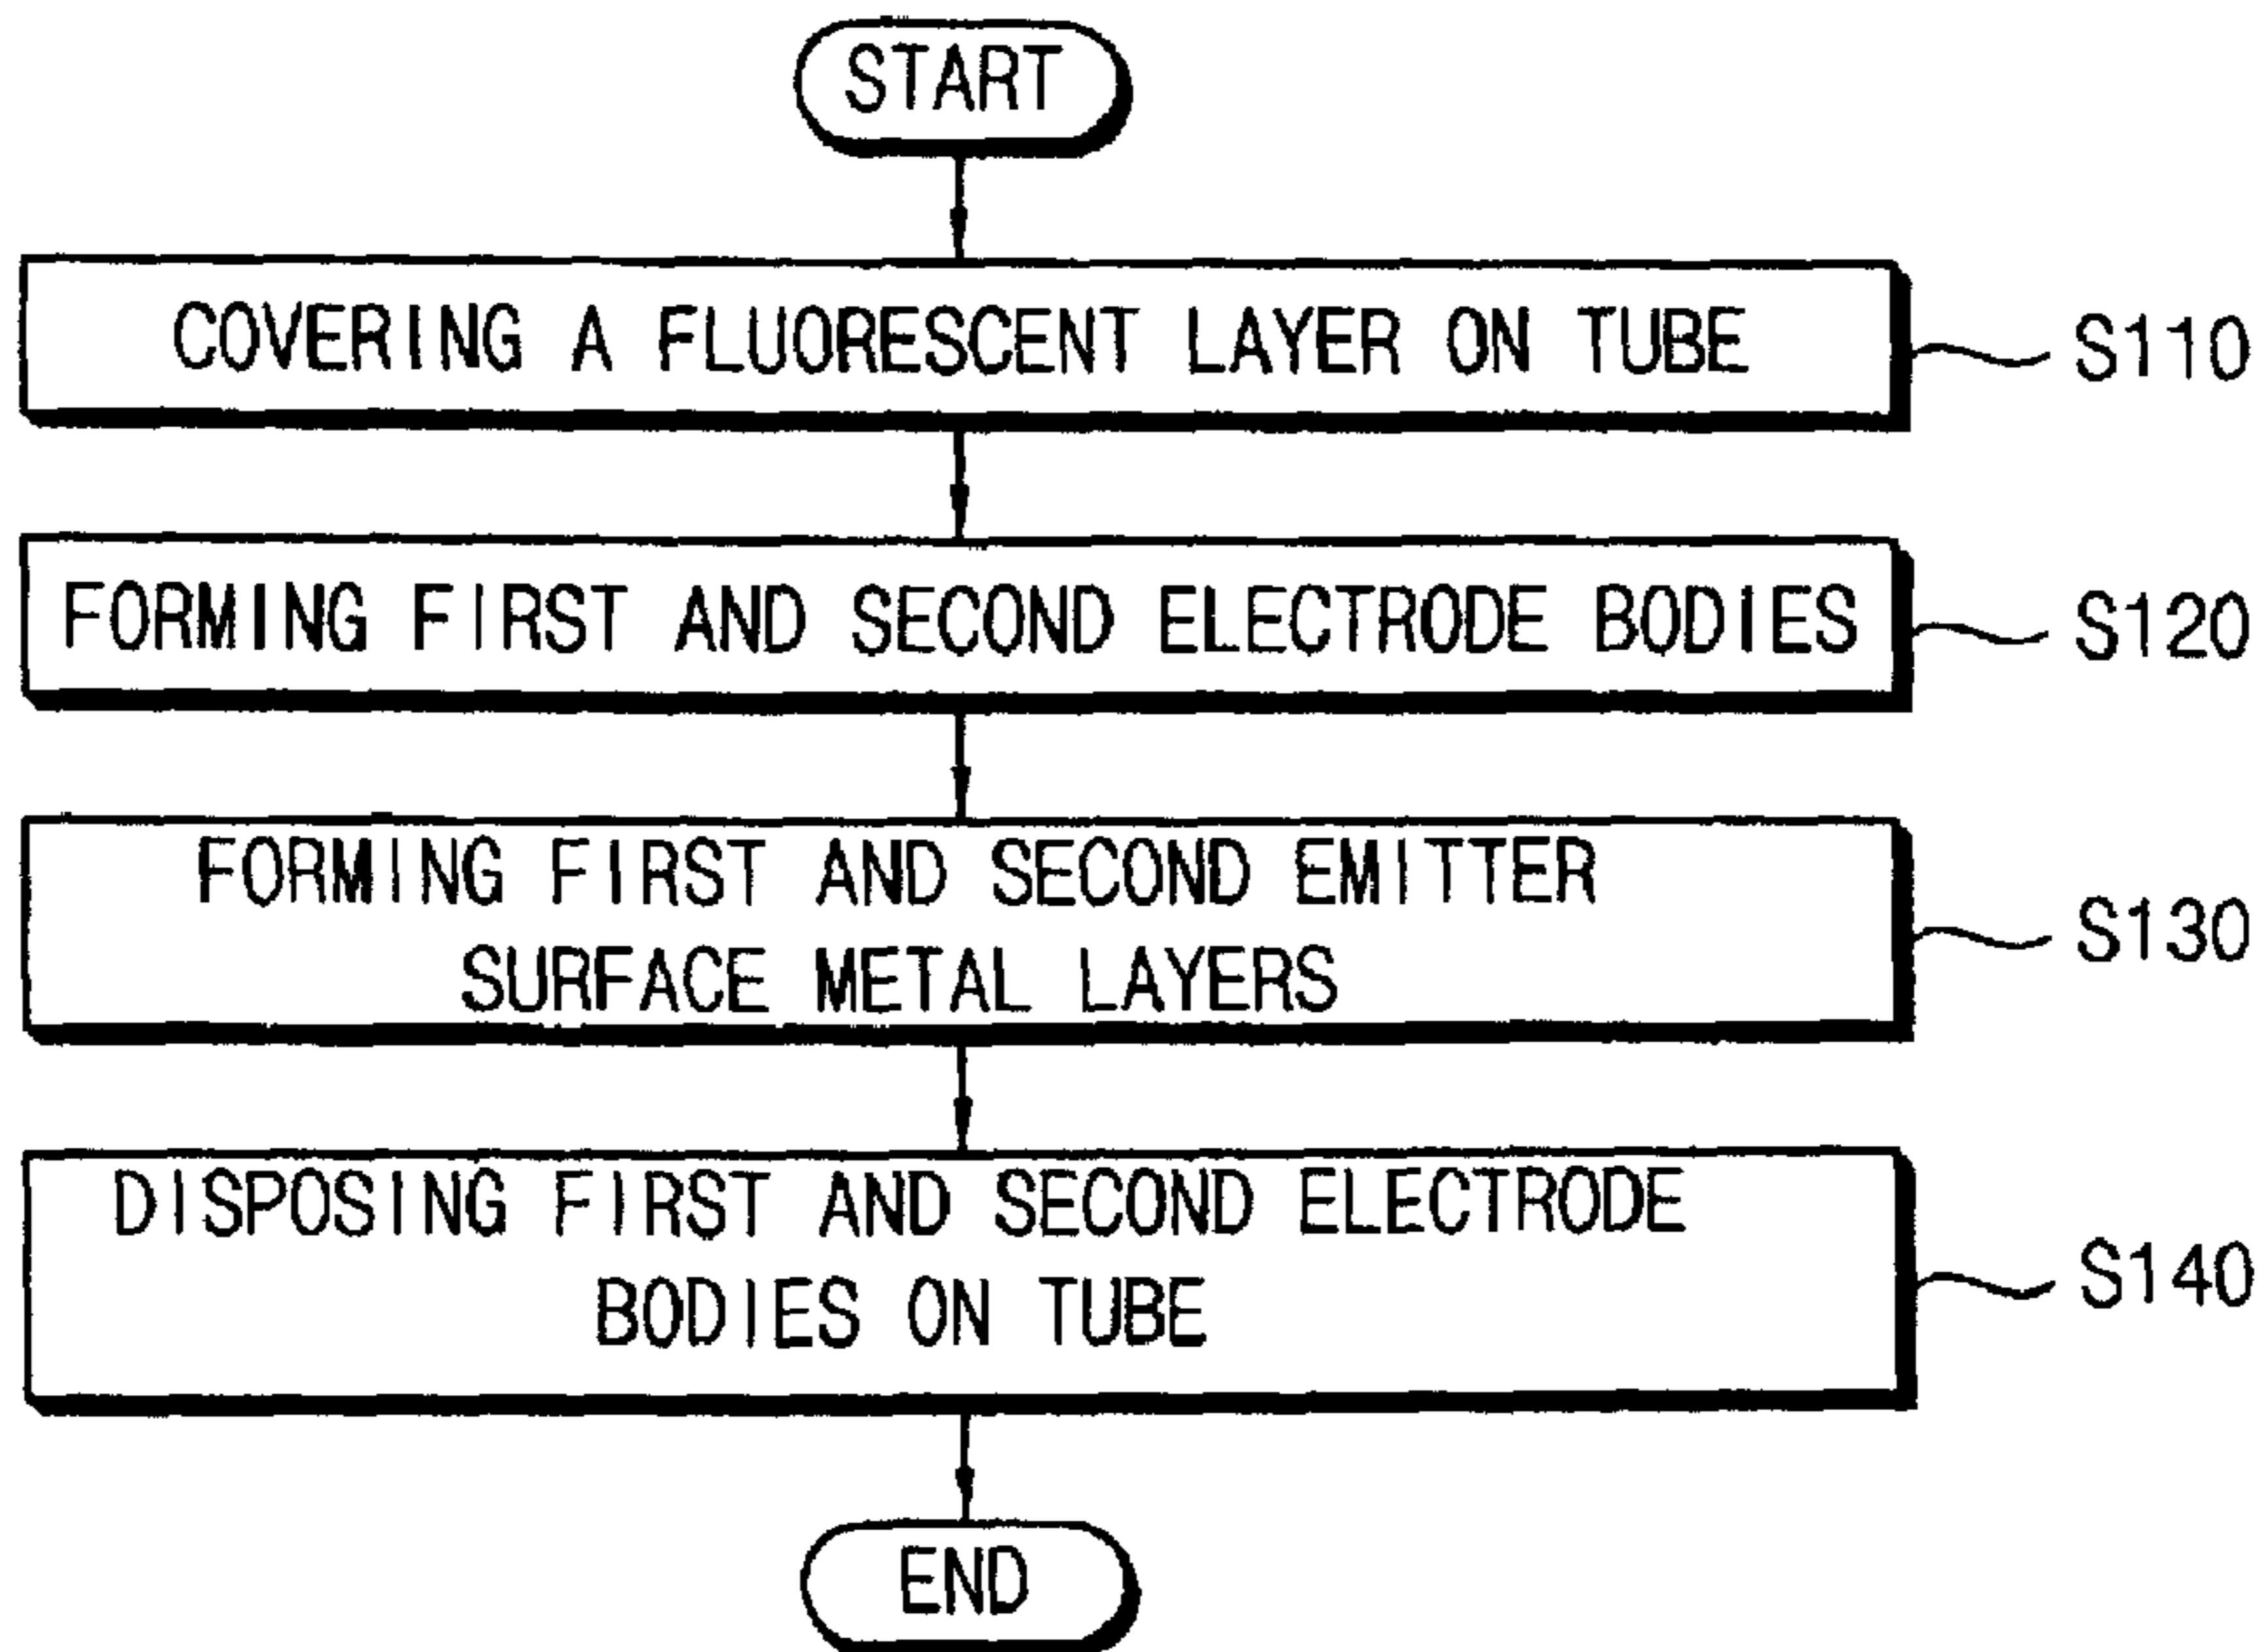 START
COVERING A FLUORESCENT LAYER ON TUBE
S110
FORMING FIRST AND SECOND ELECTRODE BODIES
S120
FORMING FIRST AND SECOND EMITTER
SURFACE METAL LAYERS
S130
DISPOSING FIRST AND SECOND ELECTRODE
BODIES ON TUBE
S140
END